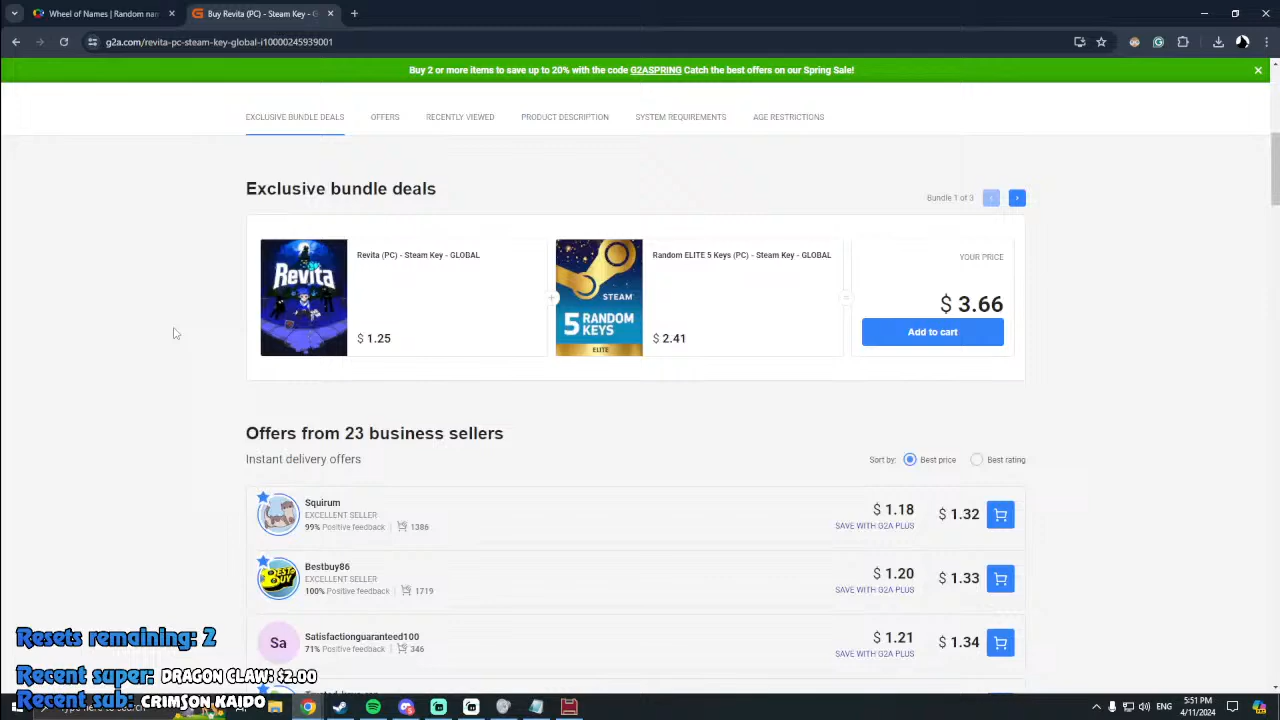 Wheel of Names | Random nam
Buy Revita (PC) - Steam Key - G
g2a.com/revita-pc-steam-key-global-i10000245939001
Buy 2 or more items to save up to 20% with the code G2ASPRING Catch the best offers on our Spring Sale!
EXCLUSIVE BUNDLE DEALS OFFERS RECENTLY VIEWED PRODUCT DESCRIPTION SYSTEM REQUIREMENTS AGE RESTRICTIONS
Exclusive bundle deals
Bundle 1 of 3
Revita
Revita (PC) - Steam Key - GLOBAL
$ 1.25
STEAM
5 RANDOM
KEYS
ELITE
Random ELITE 5 Keys (PC) - Steam Key - GLOBAL
$ 2.41
YOUR PRICE
$ 3.66
Add to cart
Offers from 23 business sellers
Instant delivery offers
Sort by: Best price Best rating
Squirum
EXCELLENT SELLER
99% Positive feedback | 1386
$ 1.18
SAVE WITH G2A PLUS
$ 1.32
BEST BUY
Bestbuy86
EXCELLENT SELLER
100% Positive feedback | 1719
$ 1.20
SAVE WITH G2A PLUS
$ 1.33
Sa
Satisfactionguaranteed100
71% Positive feedback | 346
$ 1.21
SAVE WITH G2A PLUS
$ 1.34
Resets remaining: 2
Recent super: DRAGON CLAW: $2.00
Recent sub: CRIMSON KAIDO
5:51 PM
4/11/2024